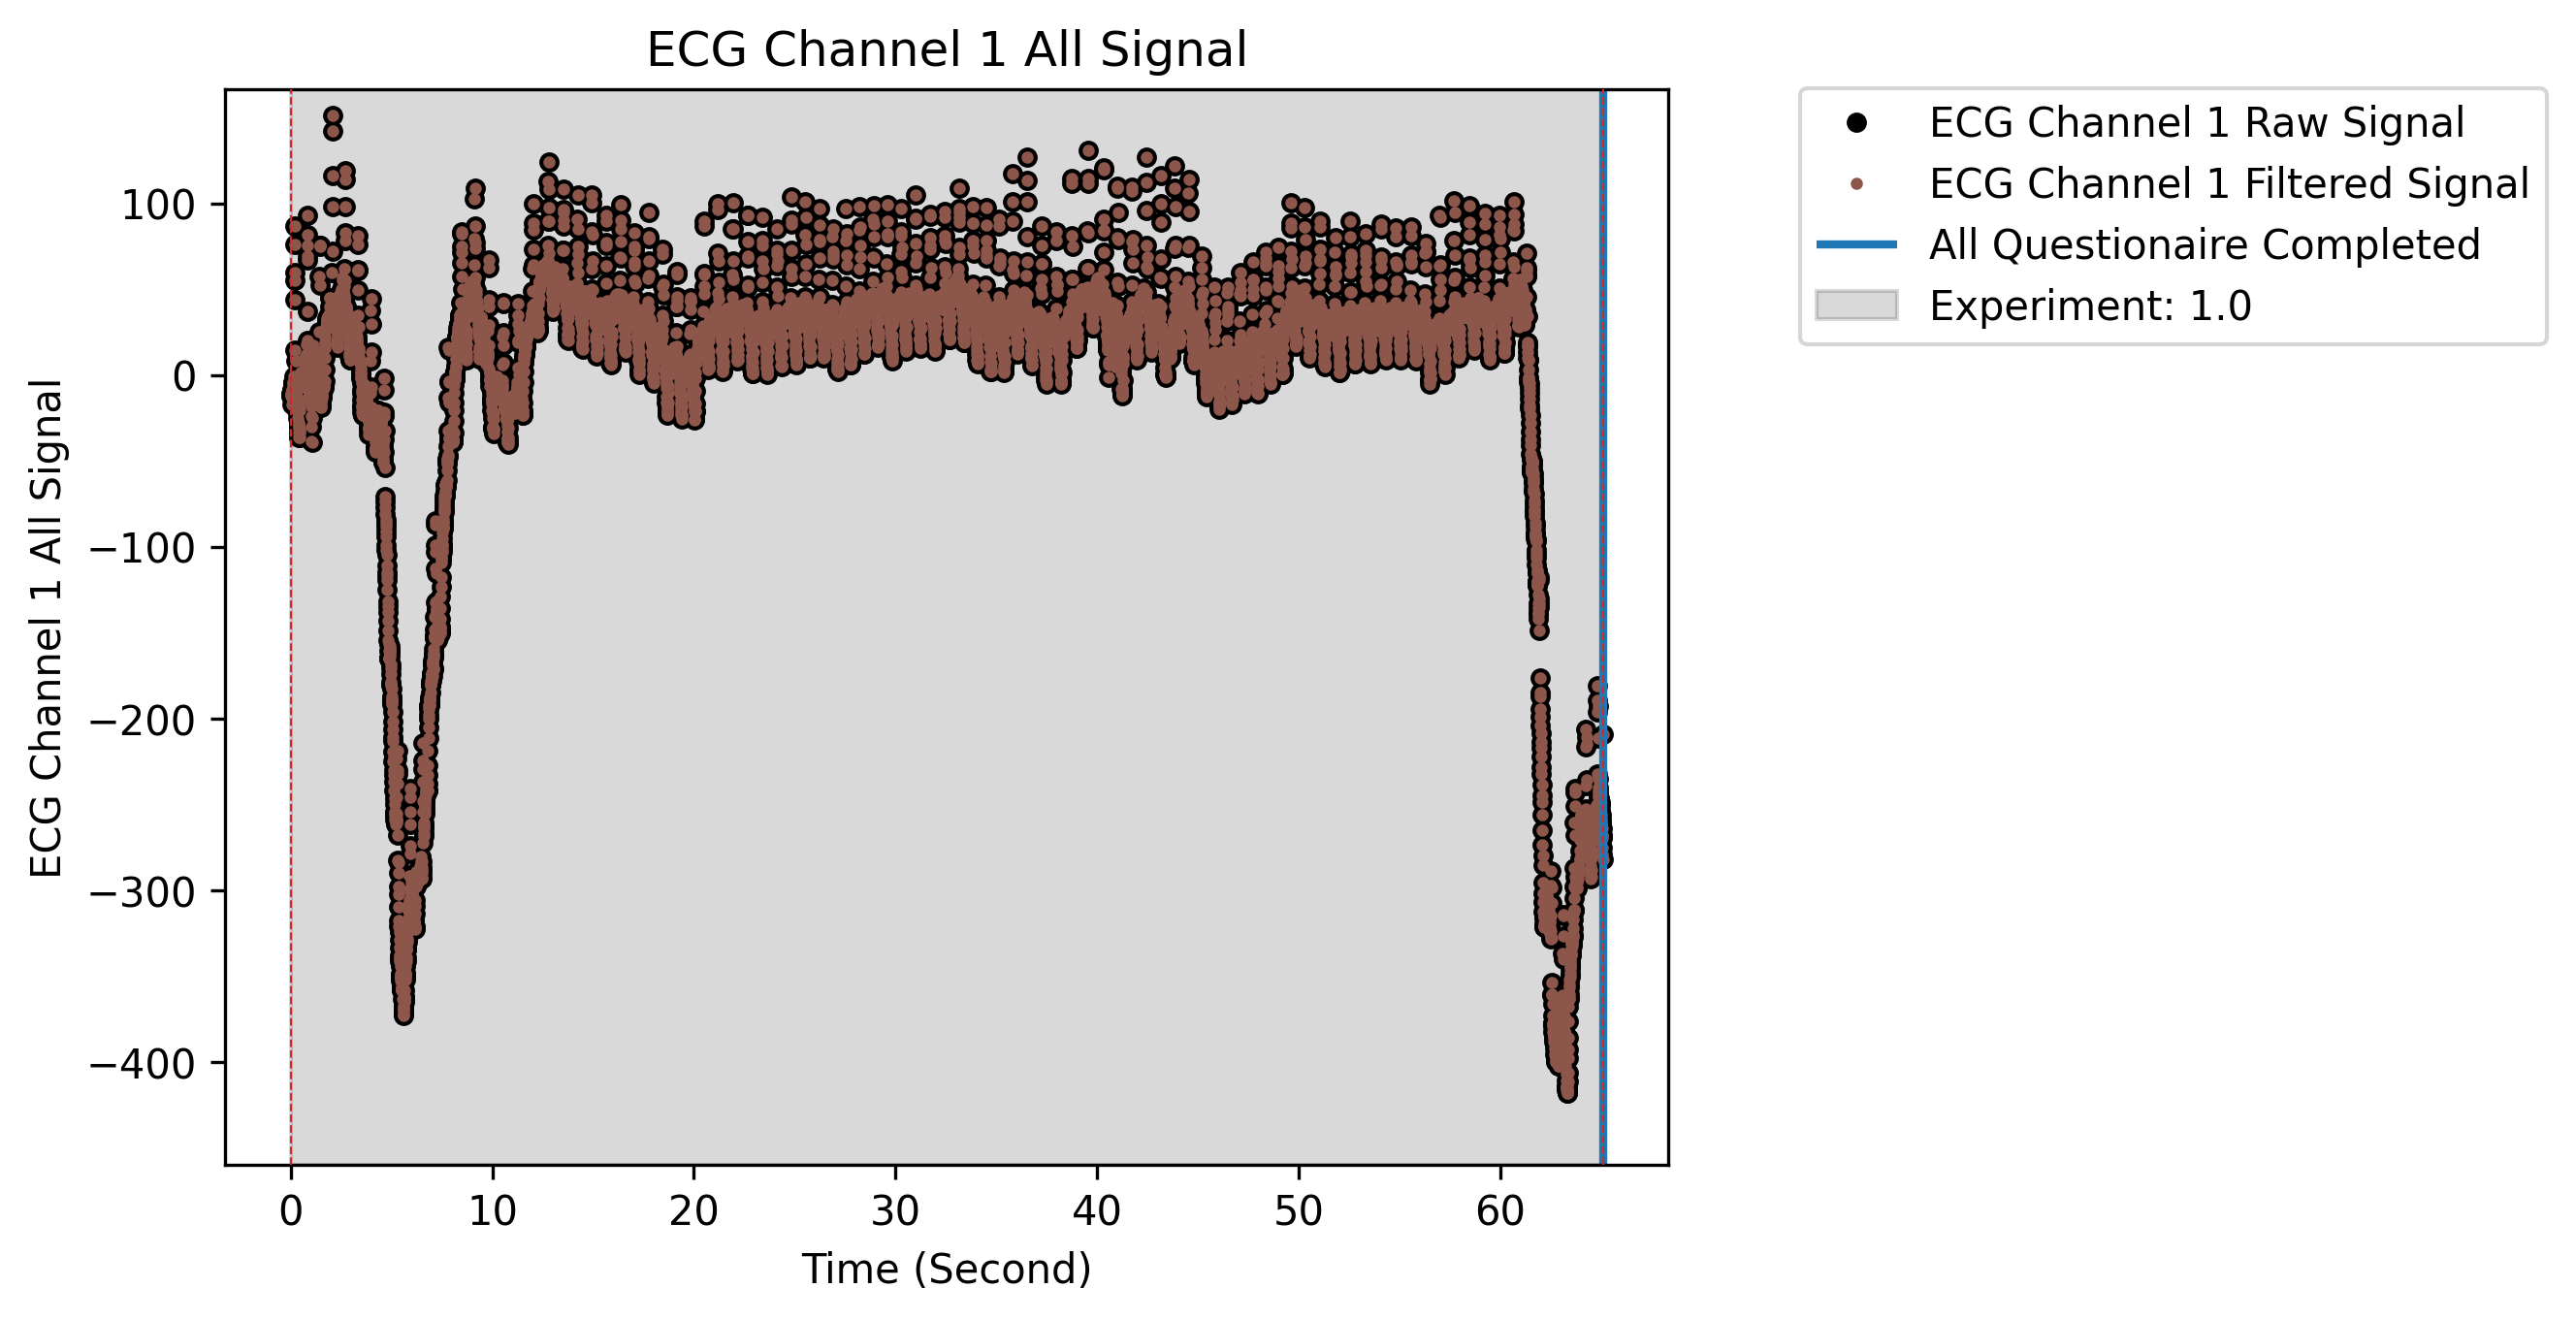 ECG Channel 1 All Signal
ECG Channel 1 All Signal
100
0
−100
−200
−300
−400
0 10 20 30 40 50 60
Time (Second)
ECG Channel 1 Raw Signal
ECG Channel 1 Filtered Signal
All Questionaire Completed
Experiment: 1.0